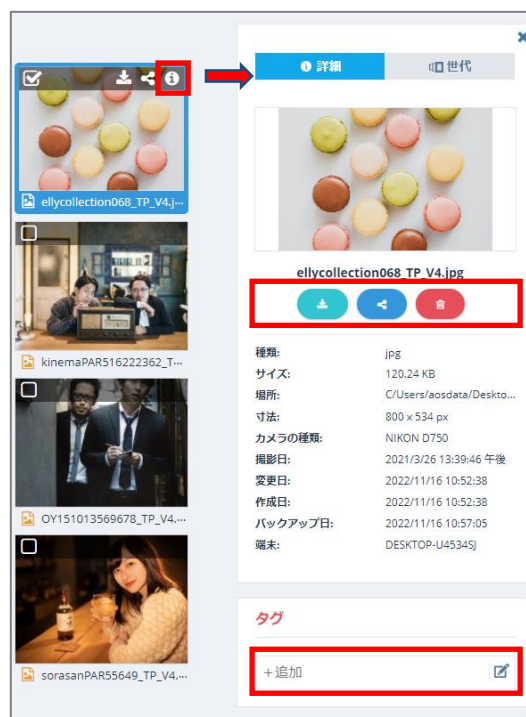 ellycollection068_TP_V4.j...
kinemaPAR516222362_T...
OY151013569678_TP_V4....
sorasanPAR55649_TP_V4....
詳細
世代
ellycollection068_TP_V4.jpg
種類: jpg
サイズ: 120.24 KB
場所: C/Users/aosdata/Deskto...
寸法: 800 x 534 px
カメラの種類: NIKON D750
撮影日: 2021/3/26 13:39:46 午後
変更日: 2022/11/16 10:52:38
作成日: 2022/11/16 10:52:38
バックアップ日: 2022/11/16 10:57:05
端末: DESKTOP-U4534SJ
タグ
+追加